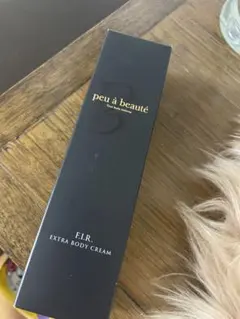 peu à beauté
F.I.R.
EXTRA BODY CREAM